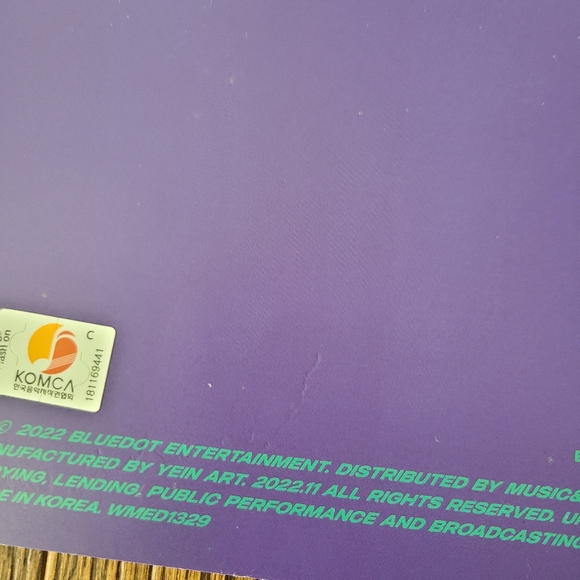 C
KOMCA
한국음악저작권협회
181169441
© 2022 BLUEDOT ENTERTAINMENT. DISTRIBUTED BY MUSIC&
NUFACTURED BY YEIN ART. 2022.11 ALL RIGHTS RESERVED. U
YING, LENDING, PUBLIC PERFORMANCE AND BROADCASTING
E IN KOREA. WMED1329